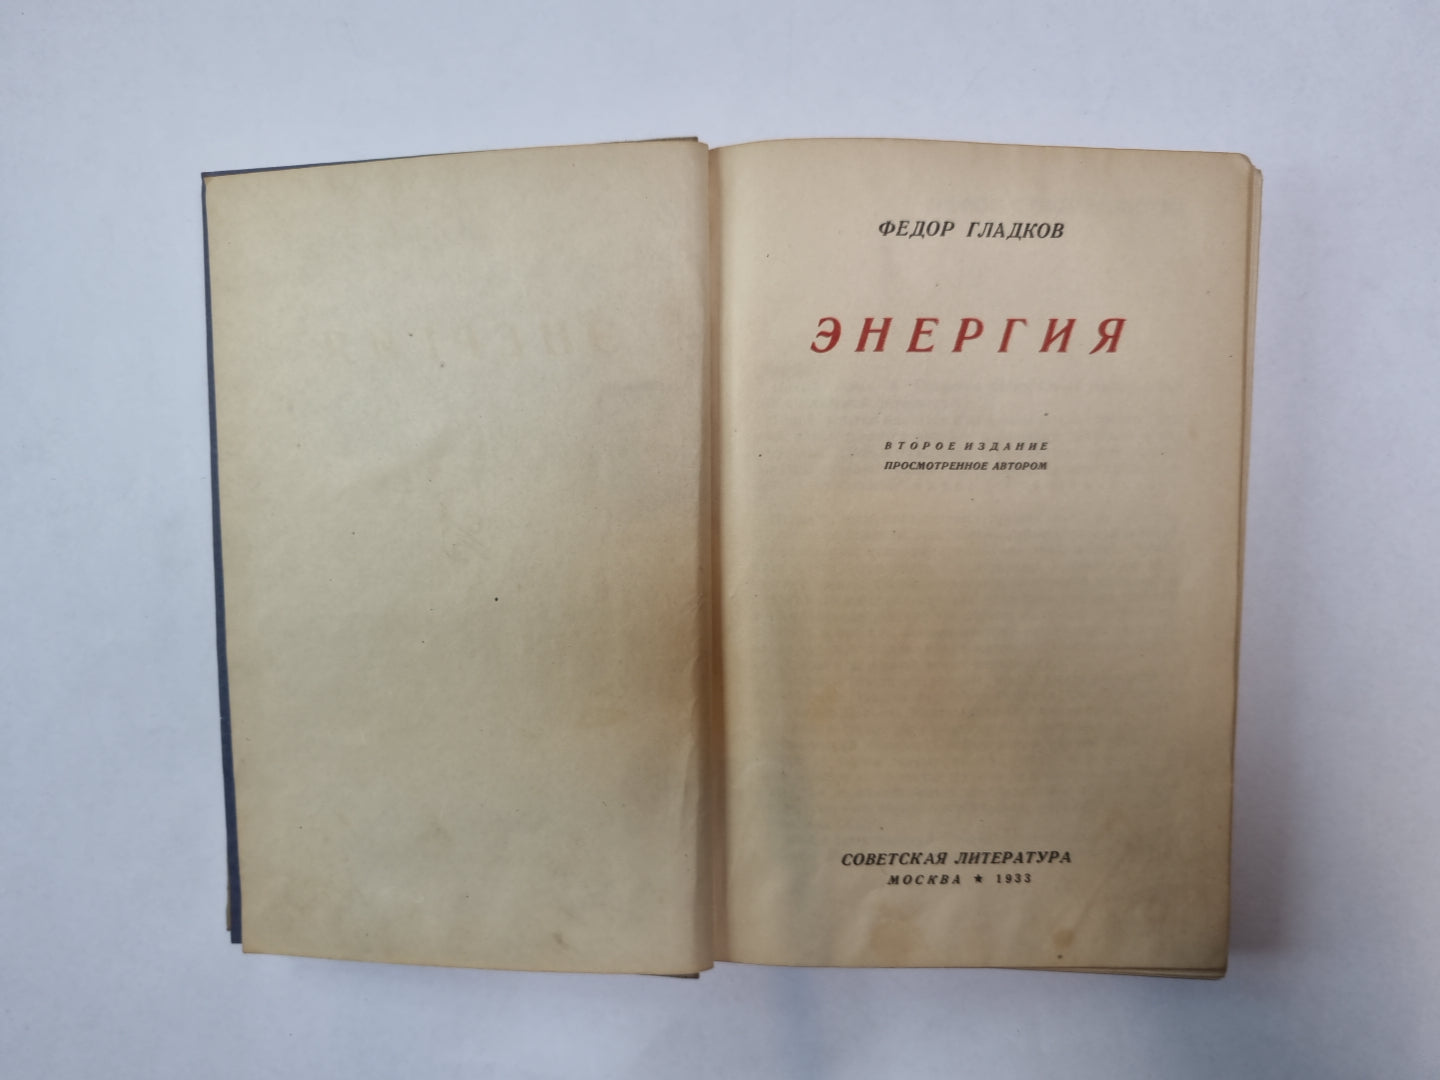 ФЕДОР ГЛАДКОВ
ЭНЕРГИЯ
ВТОРОЕ ИЗДАНИЕ
ПРОСМОТРЕННОЕ АВТОРОМ
СОВЕТСКАЯ ЛИТЕРАТУРА
МОСКВА ★ 1933